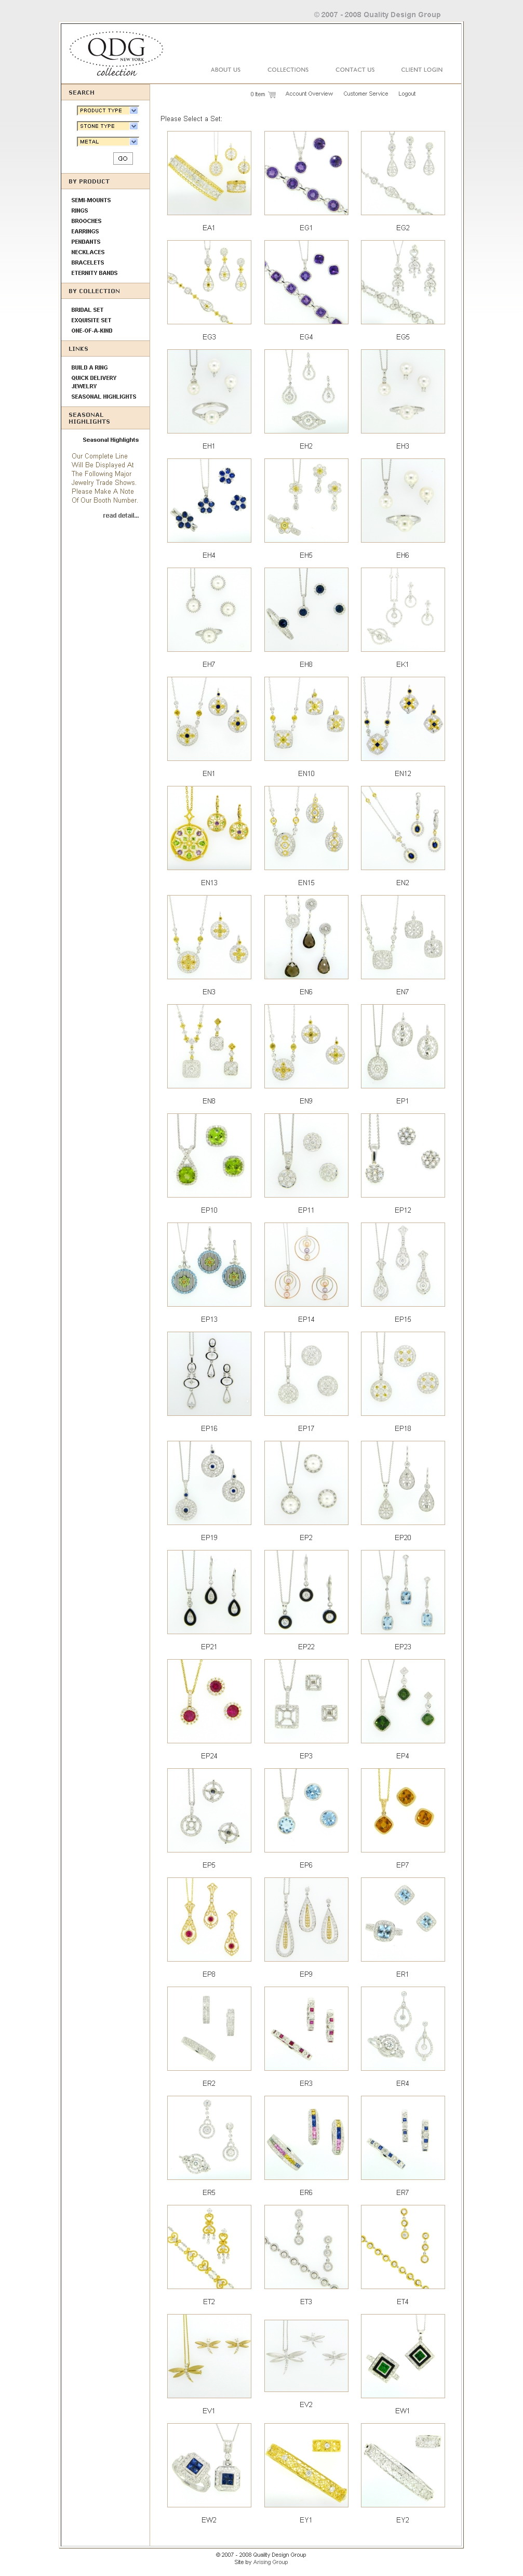 © 2007 - 2008 Quality Design Group
QDG
NEW YORK
collection
ABOUT US COLLECTIONS CONTACT US CLIENT LOGIN
0 Item Account Overview Customer Service Logout
SEARCH
PRODUCT TYPE
STONE TYPE
METAL
GO
BY PRODUCT
SEMI-MOUNTS
RINGS
BROOCHES
EARRINGS
PENDANTS
NECKLACES
BRACELETS
ETERNITY BANDS
BY COLLECTION
BRIDAL SET
EXQUISITE SET
ONE-OF-A-KIND
LINKS
BUILD A RING
QUICK DELIVERY
JEWELRY
SEASONAL HIGHLIGHTS
SEASONAL
HIGHLIGHTS
Seasonal Highlights
Our Complete Line
Will Be Displayed At
The Following Major
Jewelry Trade Shows.
Please Make A Note
Of Our Booth Number.
read detail...
Please Select a Set:
EA1 EG1 EG2
EG3 EG4 EG5
EH1 EH2 EH3
EH4 EH5 EH6
EH7 EH8 EK1
EN1 EN10 EN12
EN13 EN15 EN2
EN3 EN6 EN7
EN8 EN9 EP1
EP10 EP11 EP12
EP13 EP14 EP15
EP16 EP17 EP18
EP19 EP2 EP20
EP21 EP22 EP23
EP24 EP3 EP4
EP5 EP6 EP7
EP8 EP9 ER1
ER2 ER3 ER4
ER5 ER6 ER7
ET2 ET3 ET4
EV1 EV2 EW1
EW2 EY1 EY2
© 2007 - 2008 Quality Design Group
Site by Arising Group